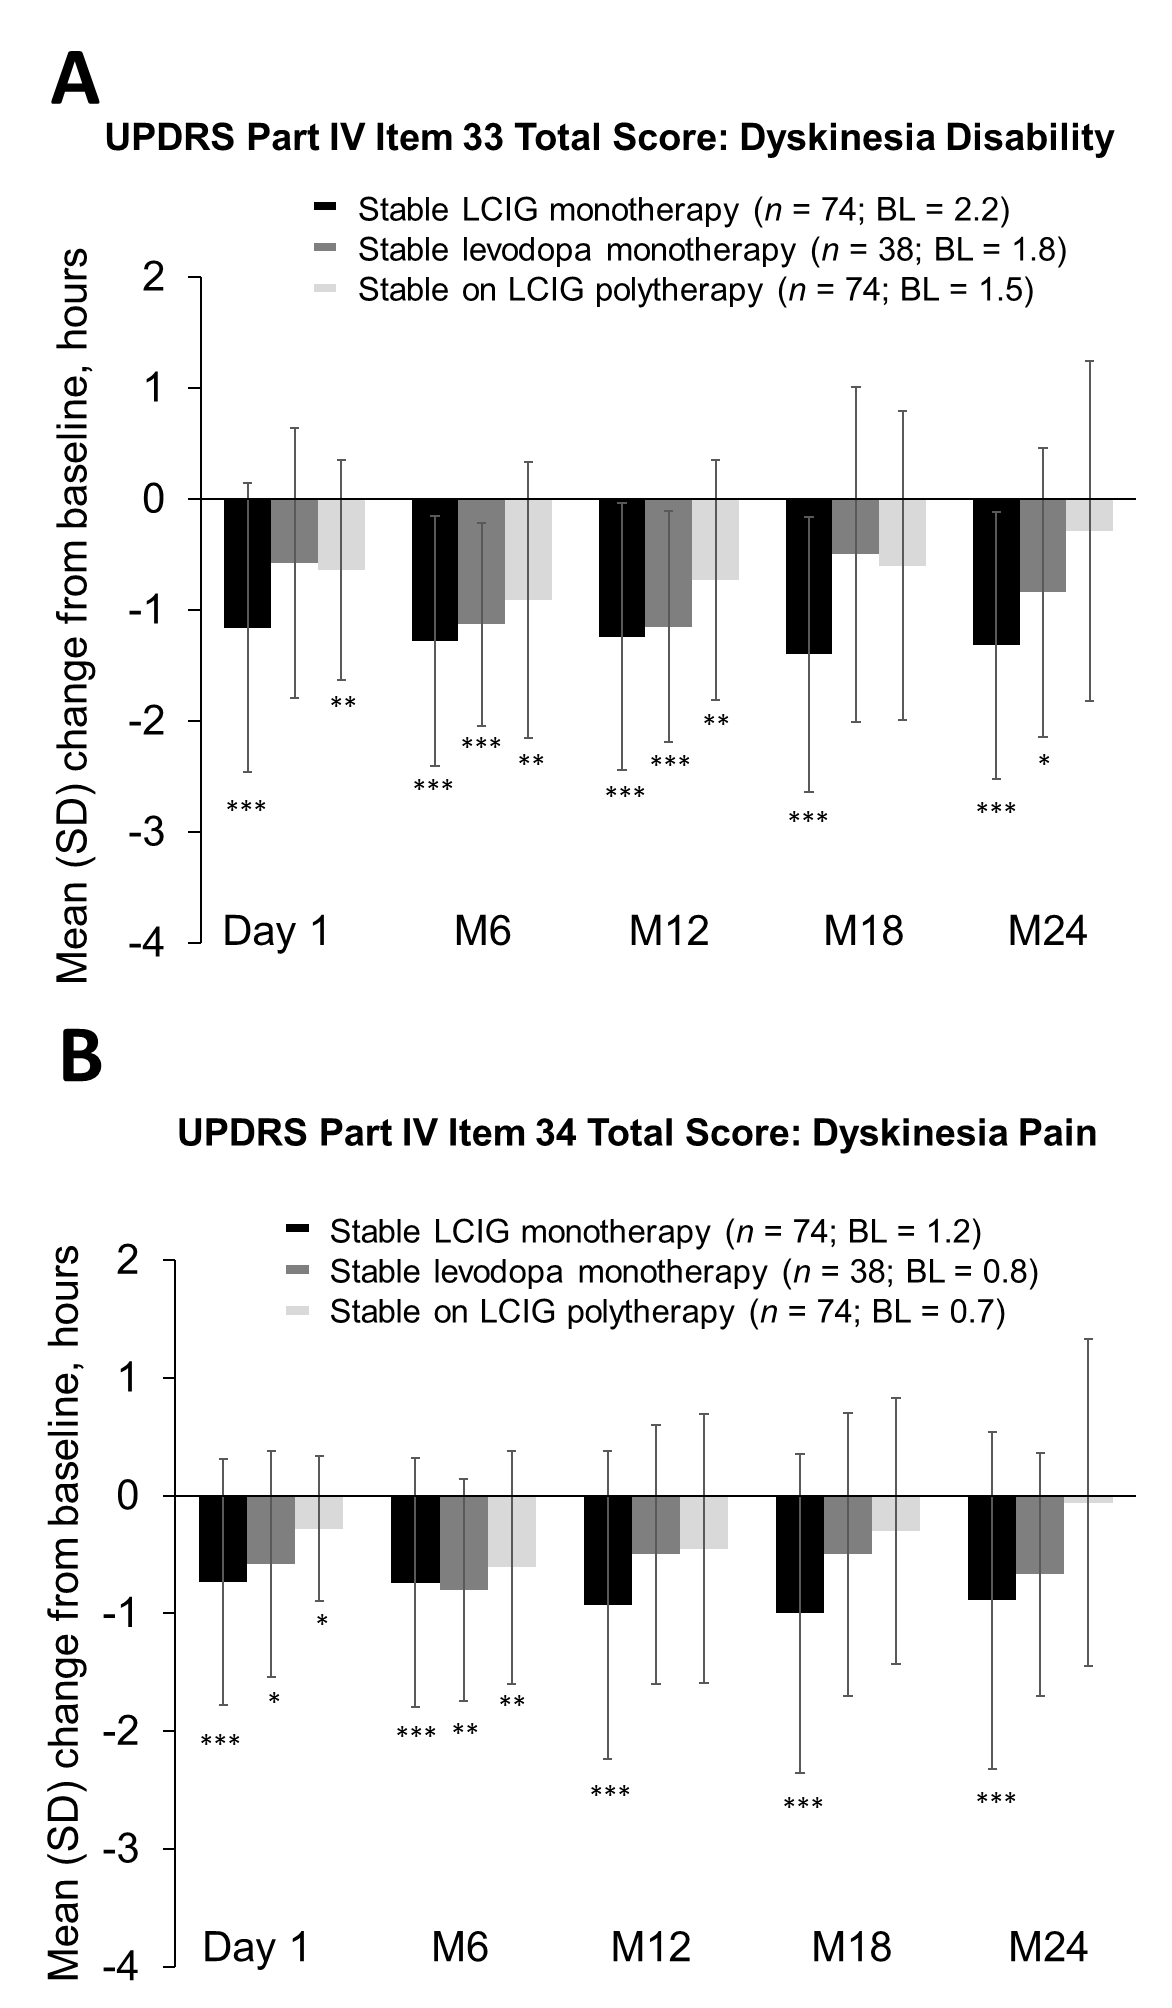 A
UPDRS Part IV Item 33 Total Score: Dyskinesia Disability
Stable LCIG monotherapy (n = 74; BL = 2.2)
Stable levodopa monotherapy (n = 38; BL = 1.8)
Stable on LCIG polytherapy (n = 74; BL = 1.5)
Mean (SD) change from baseline, hours
2
1
0
-1
-2
-3
-4
***
**
***
***
**
***
***
**
***
***
*
Day 1 M6 M12 M18 M24
B
UPDRS Part IV Item 34 Total Score: Dyskinesia Pain
Stable LCIG monotherapy (n = 74; BL = 1.2)
Stable levodopa monotherapy (n = 38; BL = 0.8)
Stable on LCIG polytherapy (n = 74; BL = 0.7)
Mean (SD) change from baseline, hours
2
1
0
-1
-2
-3
-4
***
*
*
***
**
**
***
***
***
Day 1 M6 M12 M18 M24